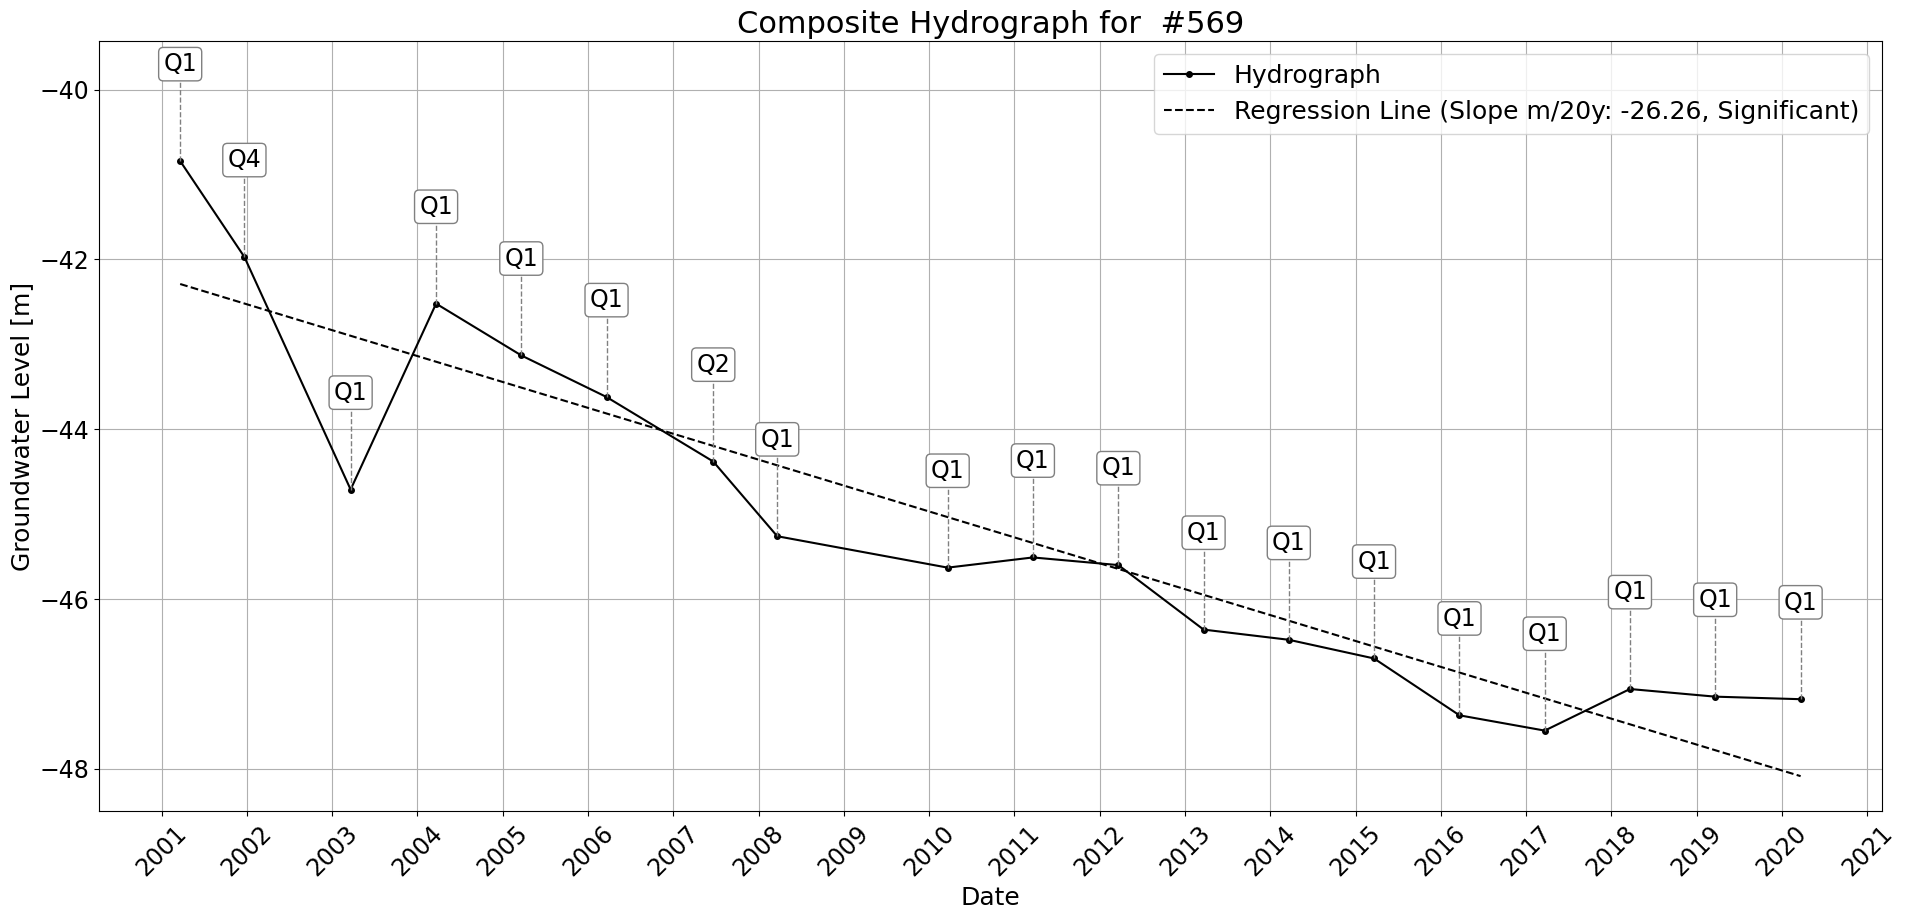 Composite Hydrograph for  #569
Hydrograph
Regression Line (Slope m/20y: -26.26, Significant)
Q1
Q4
Q1
Q1
Q1
Q1
Q2
Q1
Q1
Q1
Q1
Q1
Q1
Q1
Q1
Q1
Q1
Q1
Q1
Groundwater Level [m]
−40
−42
−44
−46
−48
2001
2002
2003
2004
2005
2006
2007
2008
2009
2010
2011
2012
2013
2014
2015
2016
2017
2018
2019
2020
2021
Date